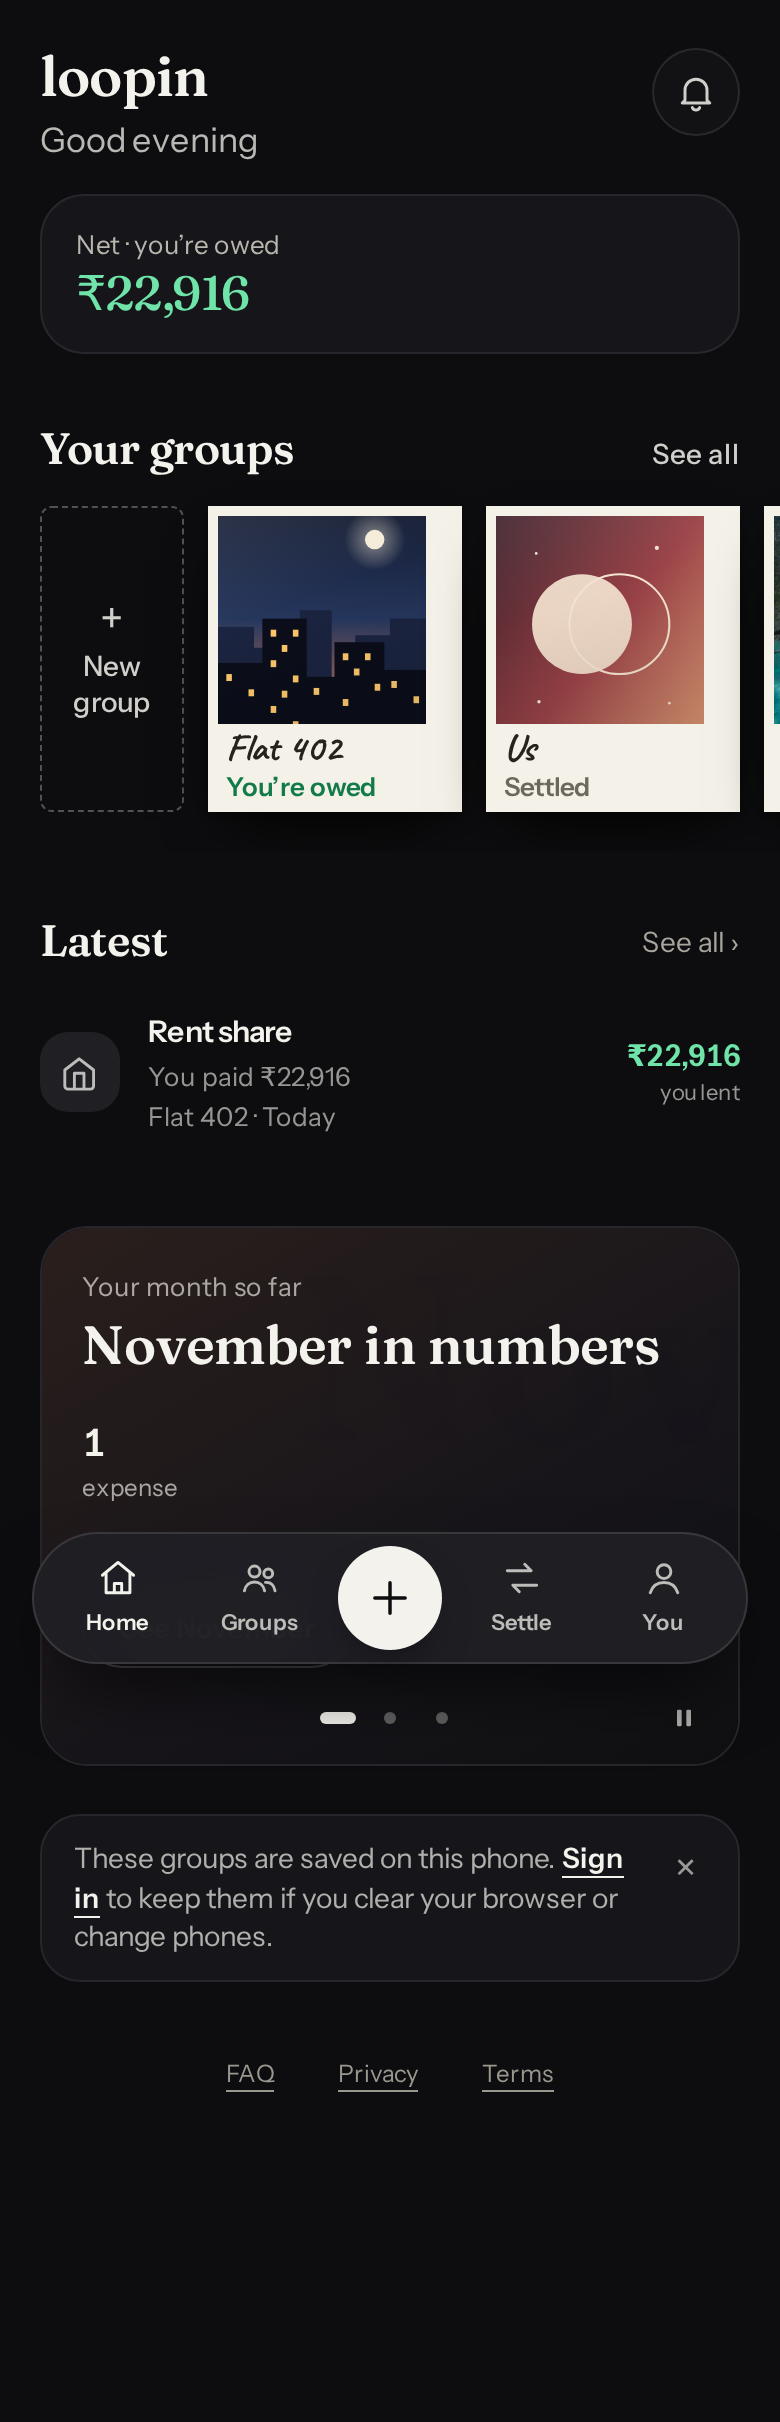 loopin
Good evening
Net · you’re owed
₹22,916
Your groups
See all
+
New
group
Flat 402
You’re owed
Us
Settled
Latest
See all ›
Rent share
You paid ₹22,916
Flat 402 · Today
₹22,916
you lent
Your month so far
November in numbers
1
expense
Home
Groups
Settle
You
These groups are saved on this phone. Sign
in to keep them if you clear your browser or
change phones.
FAQ
Privacy
Terms